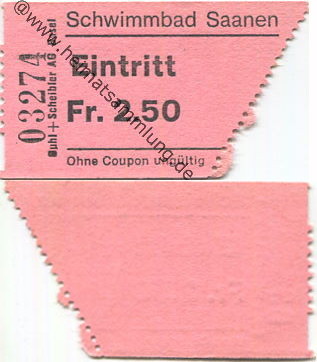 Schwimmbad Saanen
Eintritt
Fr. 2.50
Ohne Coupon ungültig
03274
Buhl + Scheibler AG Basel
@www.heimatsammlung.de